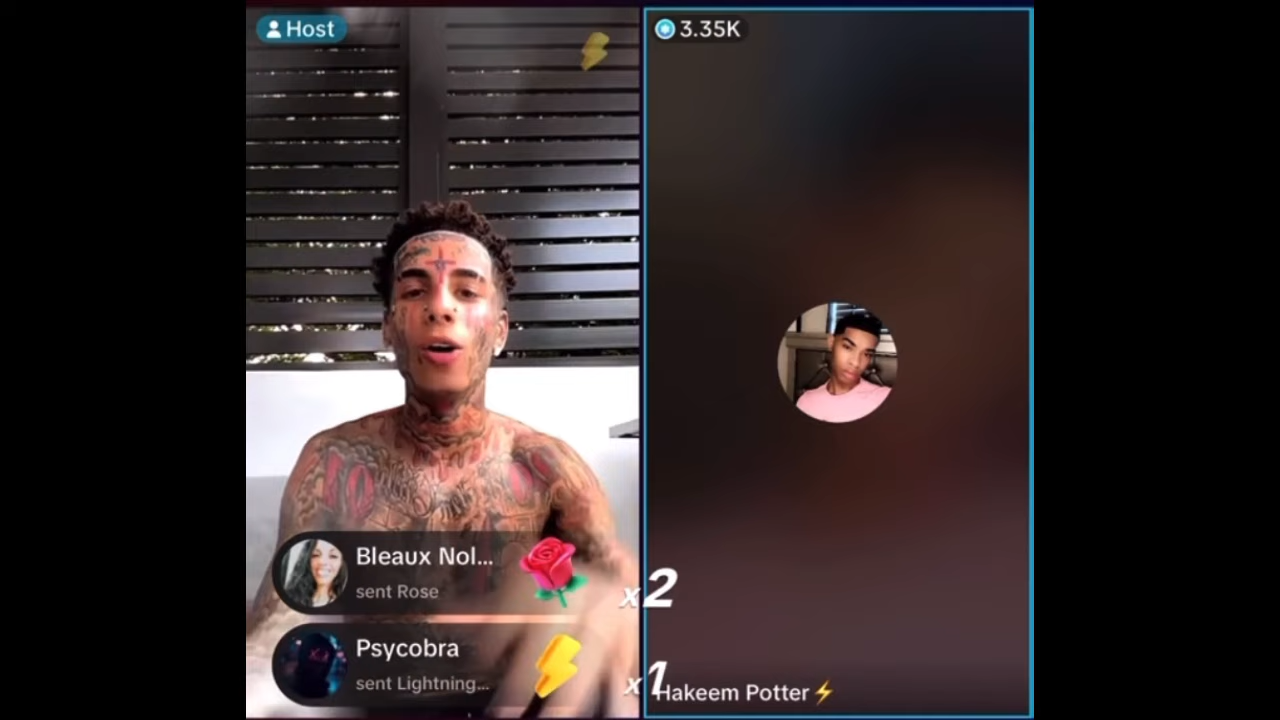 Host
3.35K
Bleaux Nol...
sent Rose
x2
Psycobra
sent Lightning...
x1
Hakeem Potter